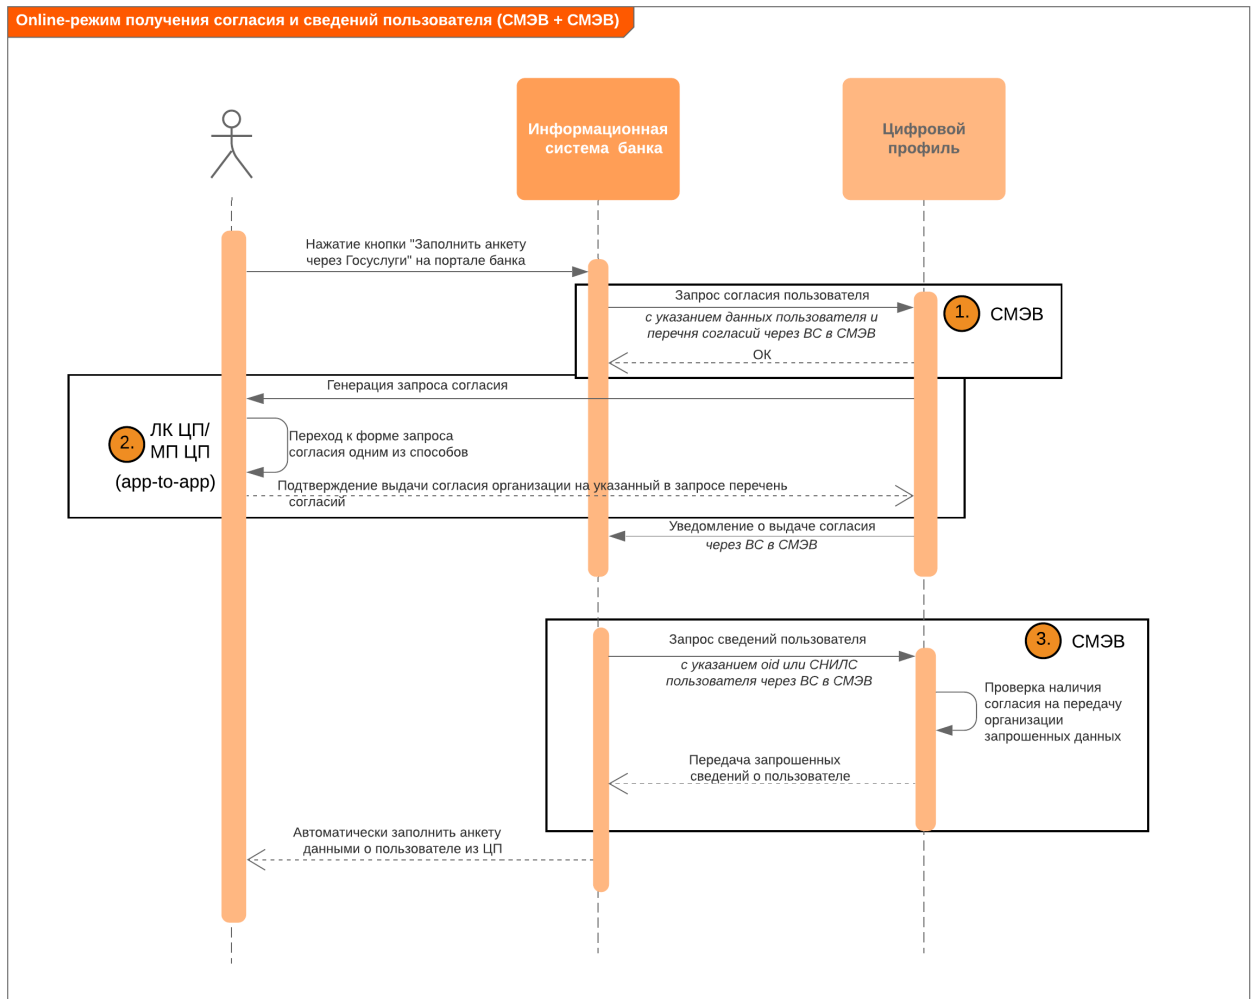 Online-режим получения согласия и сведений пользователя (СМЭВ + СМЭВ)
Информационная
система банка
Цифровой
профиль
Нажатие кнопки "Заполнить анкету
через Госуслуги" на портале банка
Запрос согласия пользователя
с указанием данных пользователя и
перечня согласий через ВС в СМЭВ
ОК
1.
СМЭВ
Генерация запроса согласия
2.
ЛК ЦП/
МП ЦП
(app-to-app)
Переход к форме запроса
согласия одним из способов
Подтверждение выдачи согласия организации на указанный в запросе перечень
согласий
Уведомление о выдаче согласия
через ВС в СМЭВ
3.
СМЭВ
Запрос сведений пользователя
с указанием oid или СНИЛС
пользователя через ВС в СМЭВ
Проверка наличия
согласия на передачу
организации
запрошенных данных
Передача запрошенных
сведений о пользователе
Автоматически заполнить анкету
данными о пользователе из ЦП